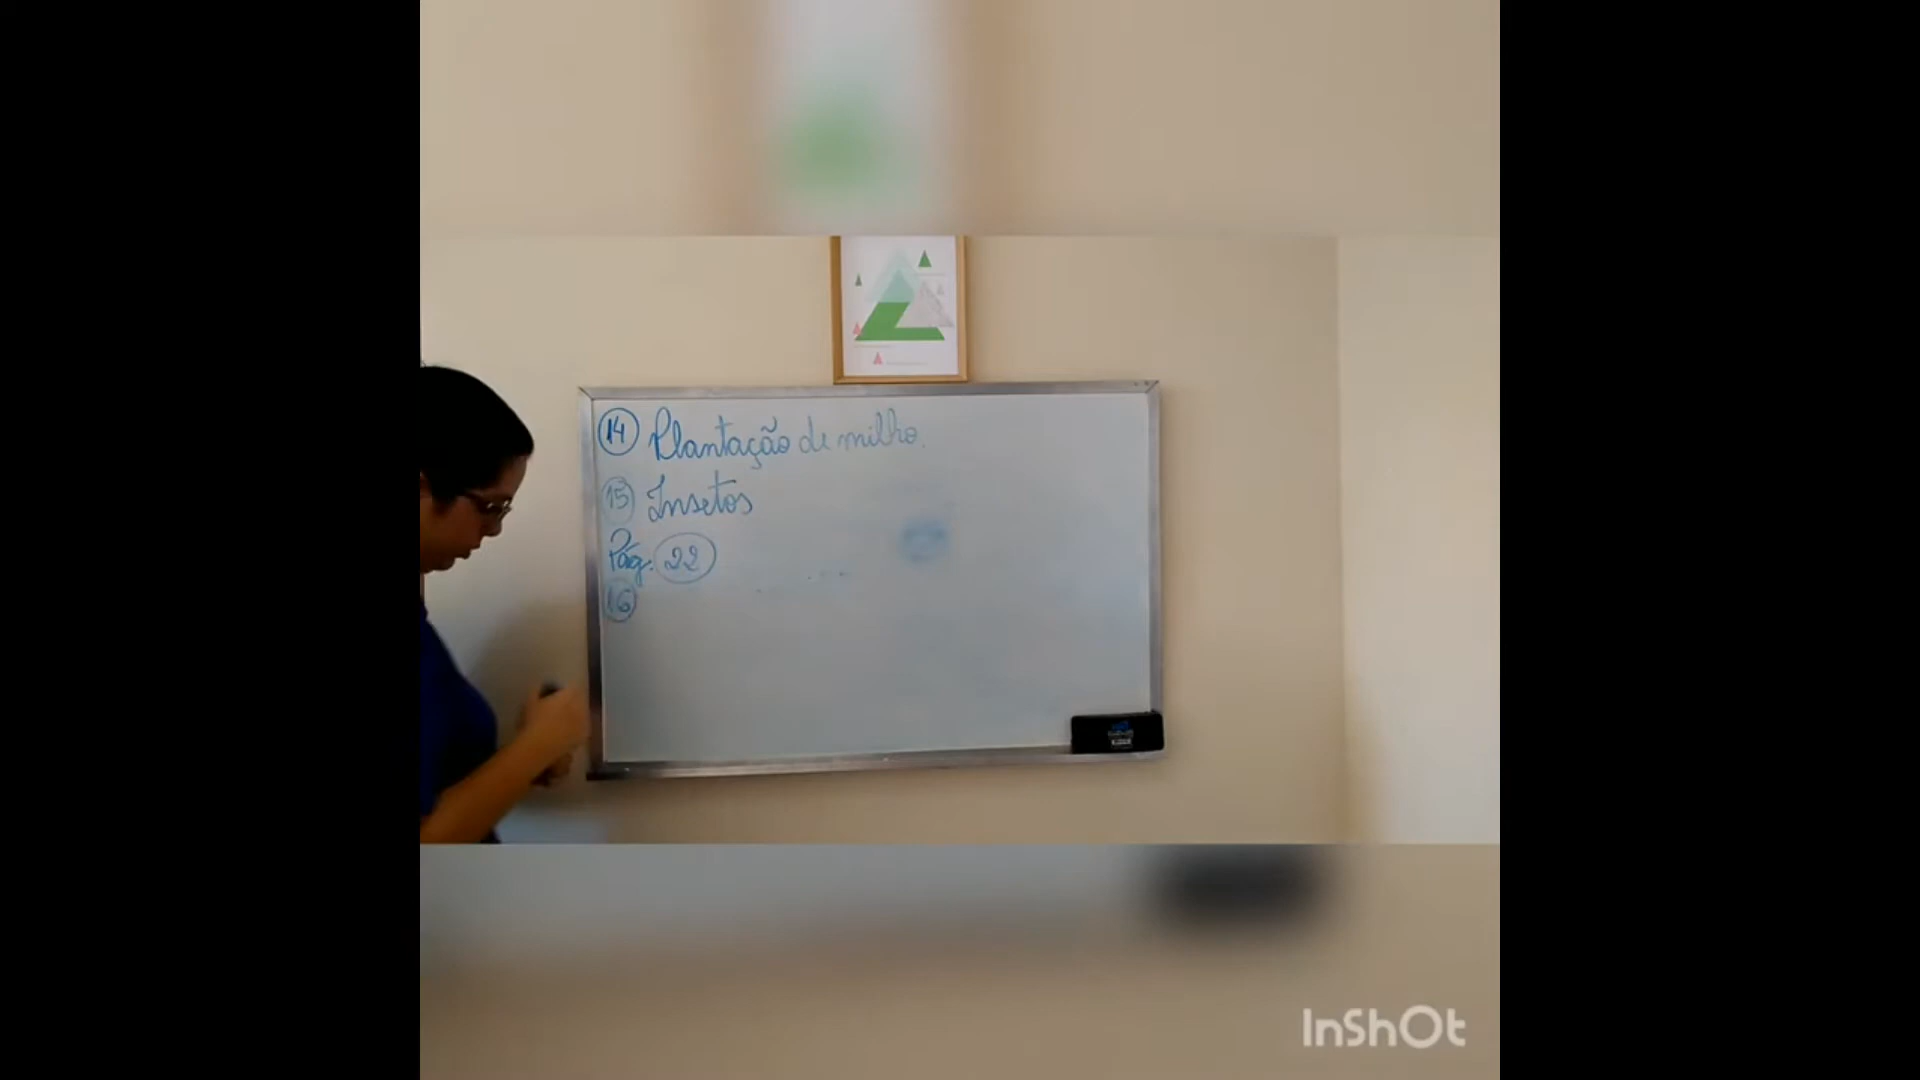 14 Plantação de milho.
15 Insetos
Pág. 22
16
InShOt